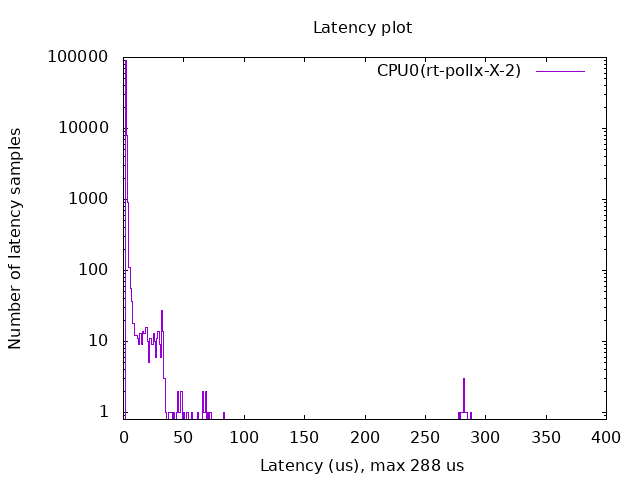 Latency plot
CPU0(rt-pollx-X-2)
Number of latency samples
100000
10000
1000
100
10
1
0 50 100 150 200 250 300 350 400
Latency (us), max 288 us